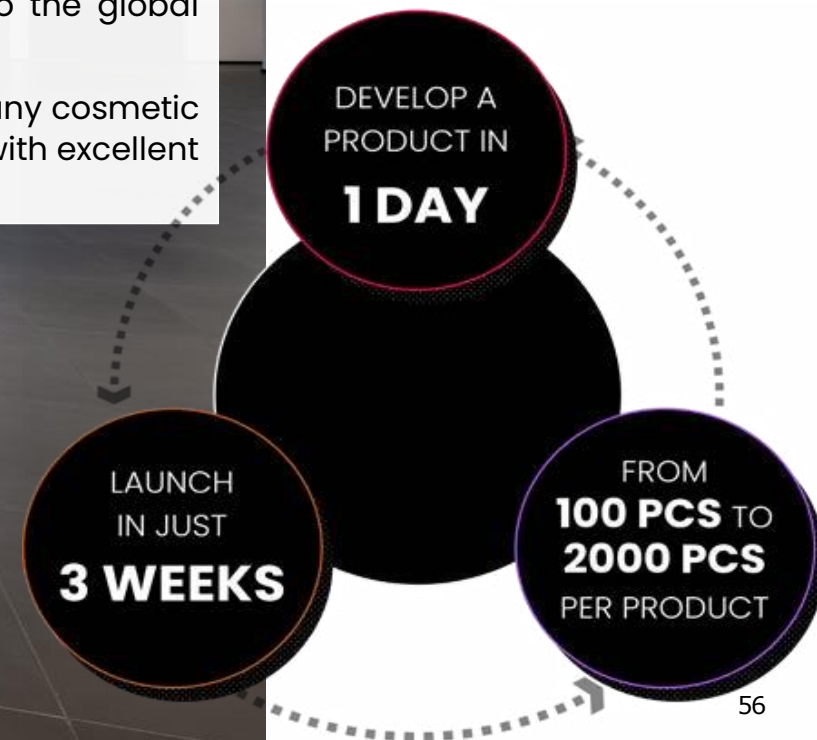 the global
cosmetic
with excellent
DEVELOP A
PRODUCT IN
1 DAY
LAUNCH
IN JUST
3 WEEKS
FROM
100 PCS TO
2000 PCS
PER PRODUCT
56